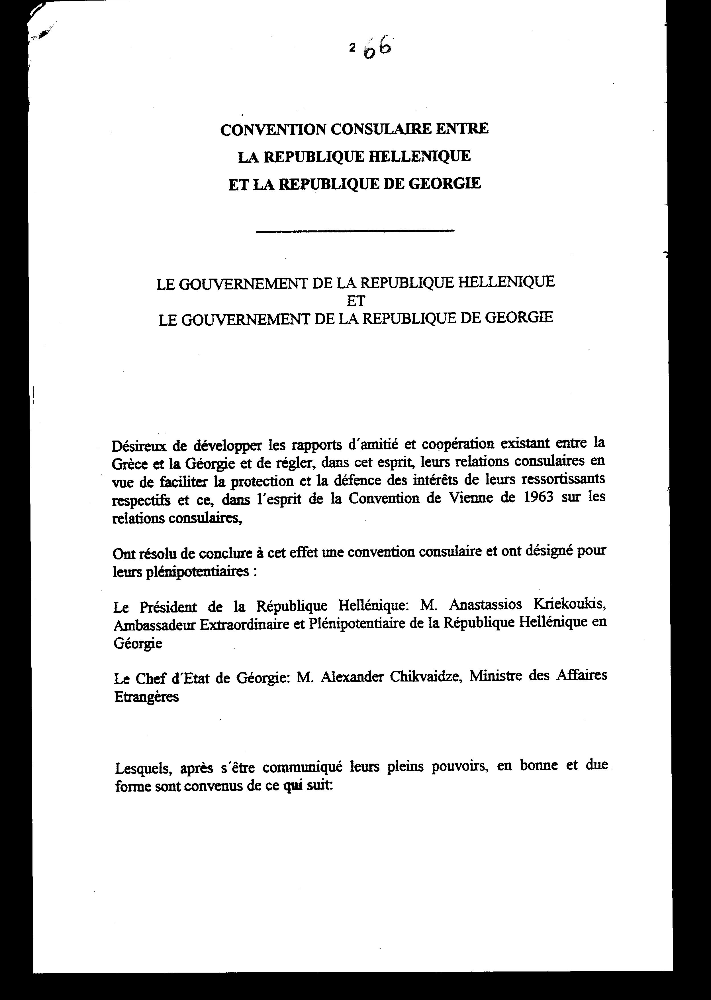 2 66
CONVENTION CONSULAIRE ENTRE
LA REPUBLIQUE HELLENIQUE
ET LA REPUBLIQUE DE GEORGIE
LE GOUVERNEMENT DE LA REPUBLIQUE HELLENIQUE
ET
LE GOUVERNEMENT DE LA REPUBLIQUE DE GEORGIE
Désireux de développer les rapports d´amitié et coopération existant entre la
Grèce et la Géorgie et de régler, dans cet esprit, leurs relations consulaires en
vue de faciliter la protection et la défence des intérêts de leurs ressortissants
respectifs et ce, dans l´esprit de la Convention de Vienne de 1963 sur les
relations consulaires,
Ont résolu de conclure à cet effet une convention consulaire et ont désigné pour
leurs plénipotentiaires :
Le Président de la République Hellénique: M. Anastassios Kriekoukis,
Ambassadeur Extraordinaire et Plénipotentiaire de la République Hellénique en
Géorgie
Le Chef d´Etat de Géorgie: M. Alexander Chikvaidze, Ministre des Affaires
Etrangères
Lesquels, après s´être communiqué leurs pleins pouvoirs, en bonne et due
forme sont convenus de ce qui suit: